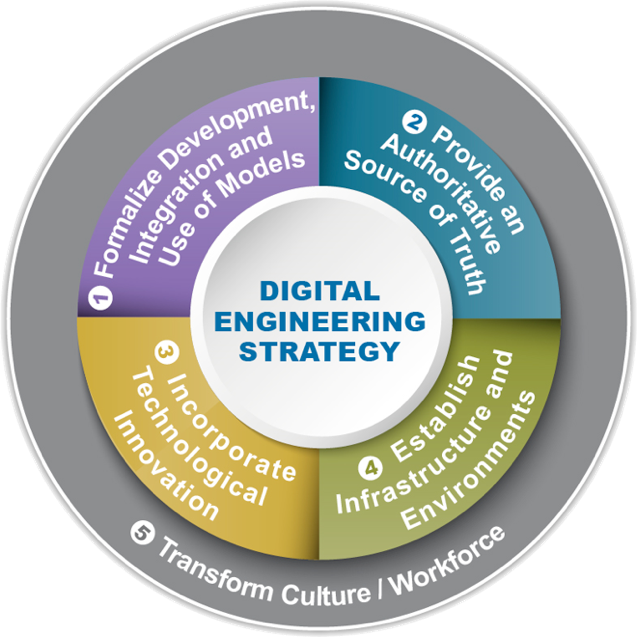 DIGITAL
ENGINEERING
STRATEGY
1 Formalize Development,
Integration and
Use of Models
2 Provide an
Authoritative
Source of Truth
3 Incorporate
Technological
Innovation
4 Establish
Infrastructure and
Environments
5 Transform Culture / Workforce